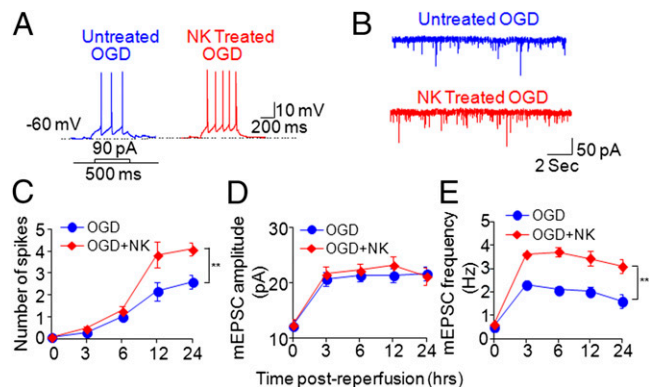 A
Untreated
OGD
NK Treated
OGD
-60 mV
90 pA
500 ms
10 mV
200 ms
B
Untreated OGD
NK Treated OGD
50 pA
2 Sec
C
Number of spikes
5
4
3
2
1
0
OGD
OGD+NK
**
0 3 6 12 24
D
mEPSC amplitude
(pA)
30
20
10
OGD
OGD+NK
0 3 6 12 24
E
mEPSC frequency
(Hz)
5
4
3
2
1
0
OGD
OGD+NK
**
0 3 6 12 24
Time post-reperfusion (hrs)